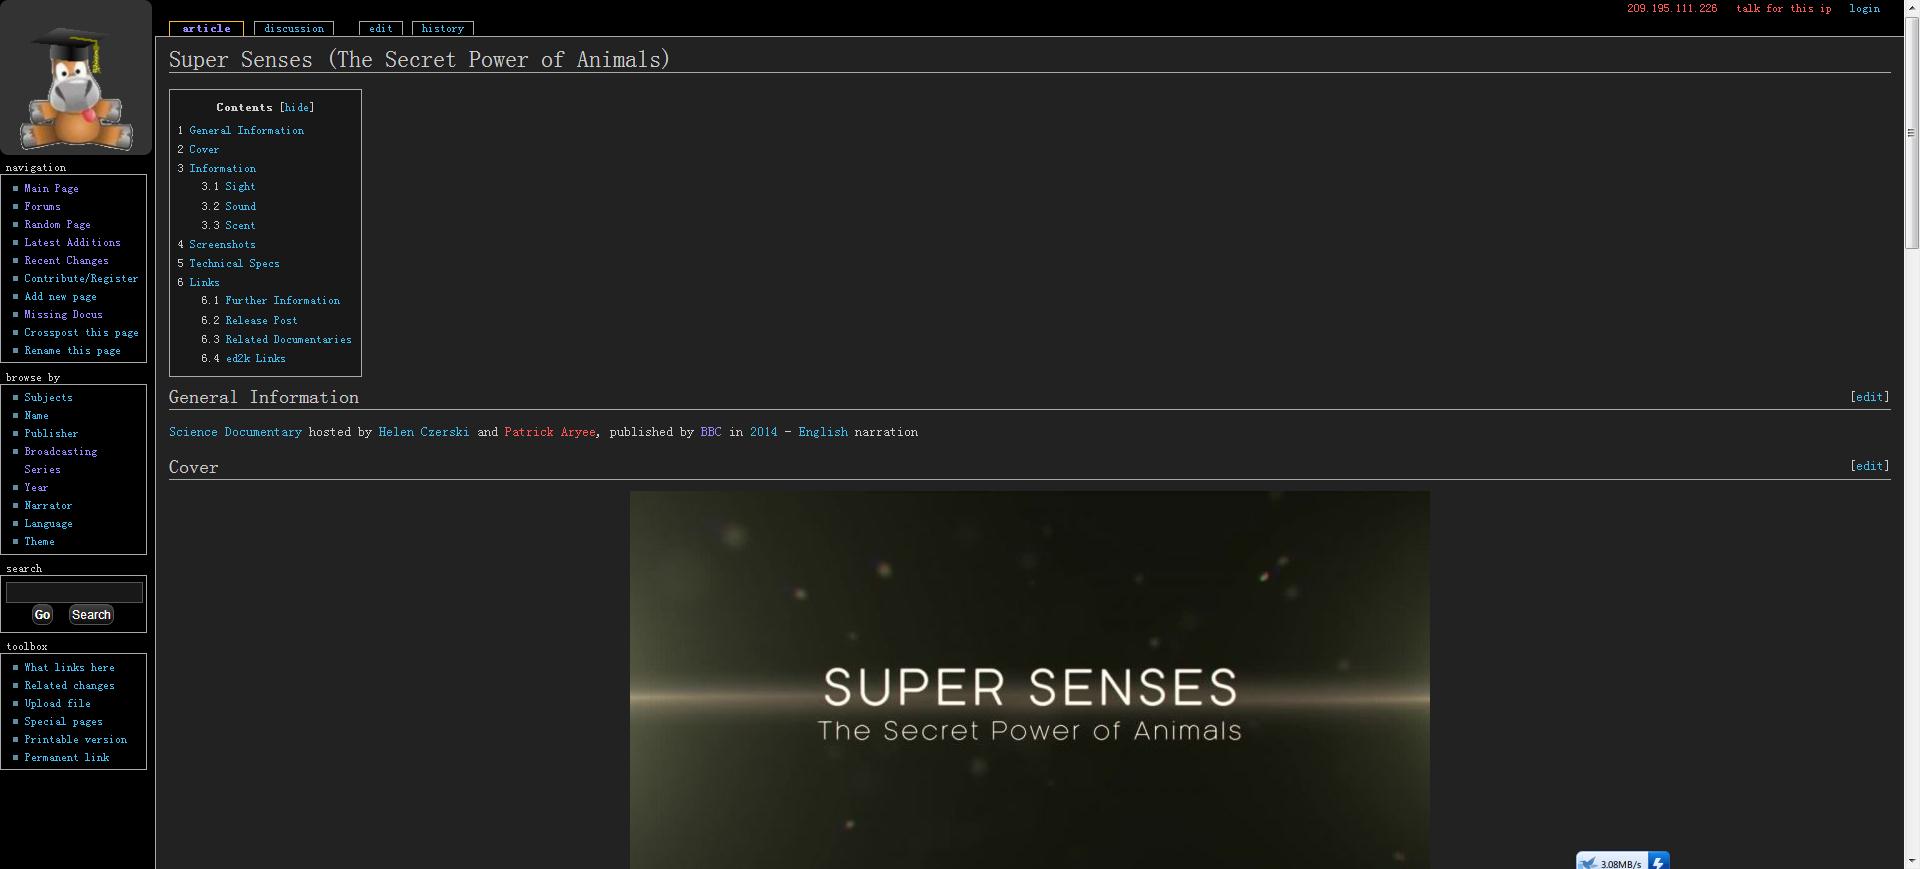 209.195.111.226 talk for this ip login
article discussion edit history
Super Senses (The Secret Power of Animals)
Contents [hide]
1 General Information
2 Cover
3 Information
3.1 Sight
3.2 Sound
3.3 Scent
4 Screenshots
5 Technical Specs
6 Links
6.1 Further Information
6.2 Release Post
6.3 Related Documentaries
6.4 ed2k Links
General Information [edit]
Science Documentary hosted by Helen Czerski and Patrick Aryee, published by BBC in 2014 - English narration
Cover [edit]
SUPER SENSES
The Secret Power of Animals
navigation
Main Page
Forums
Random Page
Latest Additions
Recent Changes
Contribute/Register
Add new page
Missing Docus
Crosspost this page
Rename this page
browse by
Subjects
Name
Publisher
Broadcasting
Series
Year
Narrator
Language
Theme
search
Go Search
toolbox
What links here
Related changes
Upload file
Special pages
Printable version
Permanent link
3.08MB/s